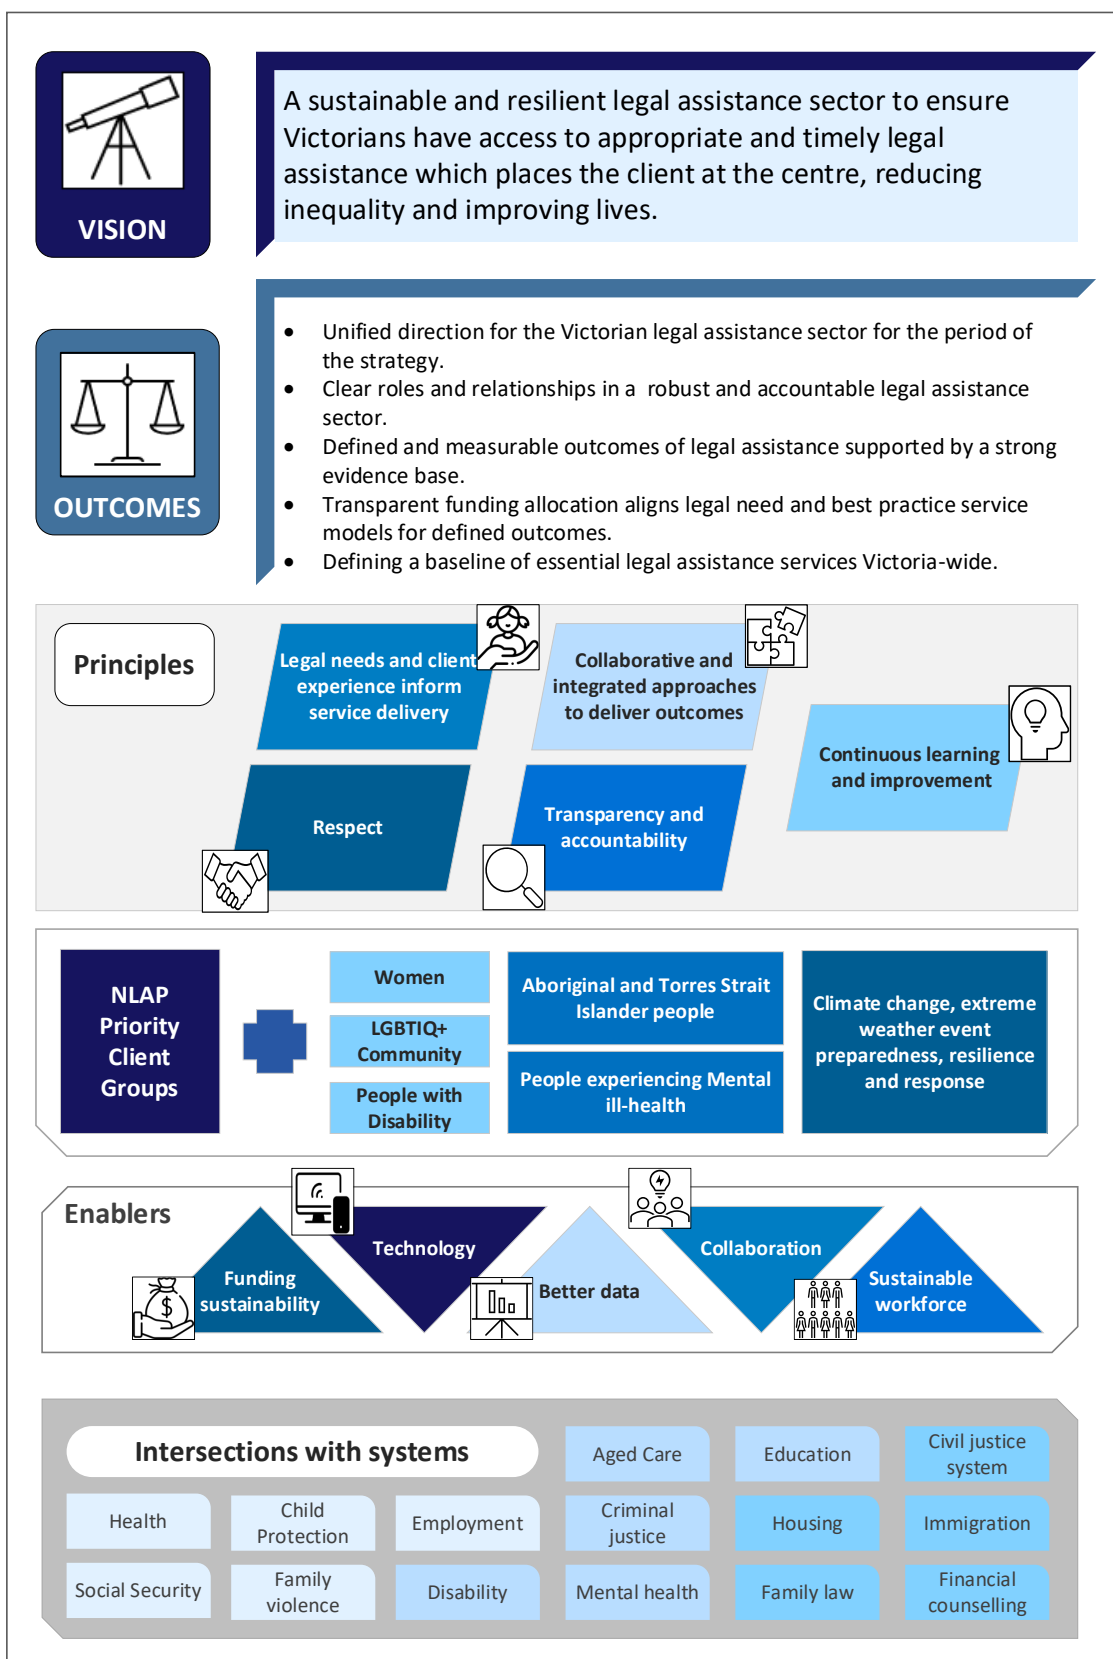 VISION
A sustainable and resilient legal assistance sector to ensure
Victorians have access to appropriate and timely legal
assistance which places the client at the centre, reducing
inequality and improving lives.
OUTCOMES
• Unified direction for the Victorian legal assistance sector for the period of
the strategy.
• Clear roles and relationships in a robust and accountable legal assistance
sector.
• Defined and measurable outcomes of legal assistance supported by a strong
evidence base.
• Transparent funding allocation aligns legal need and best practice service
models for defined outcomes.
• Defining a baseline of essential legal assistance services Victoria-wide.
Principles
Legal needs and client
experience inform
service delivery
Collaborative and
integrated approaches
to deliver outcomes
Continuous learning
and improvement
Respect
Transparency and
accountability
NLAP
Priority
Client
Groups
Women
LGBTIQ+
Community
People with
Disability
Aboriginal and Torres Strait
Islander people
People experiencing Mental
ill-health
Climate change, extreme
weather event
preparedness, resilience
and response
Enablers
Funding
sustainability
$
Technology
Better data
Collaboration
Sustainable
workforce
Intersections with systems
Aged Care
Education
Civil justice
system
Health
Child
Protection
Employment
Criminal
justice
Housing
Immigration
Social Security
Family
violence
Disability
Mental health
Family law
Financial
counselling